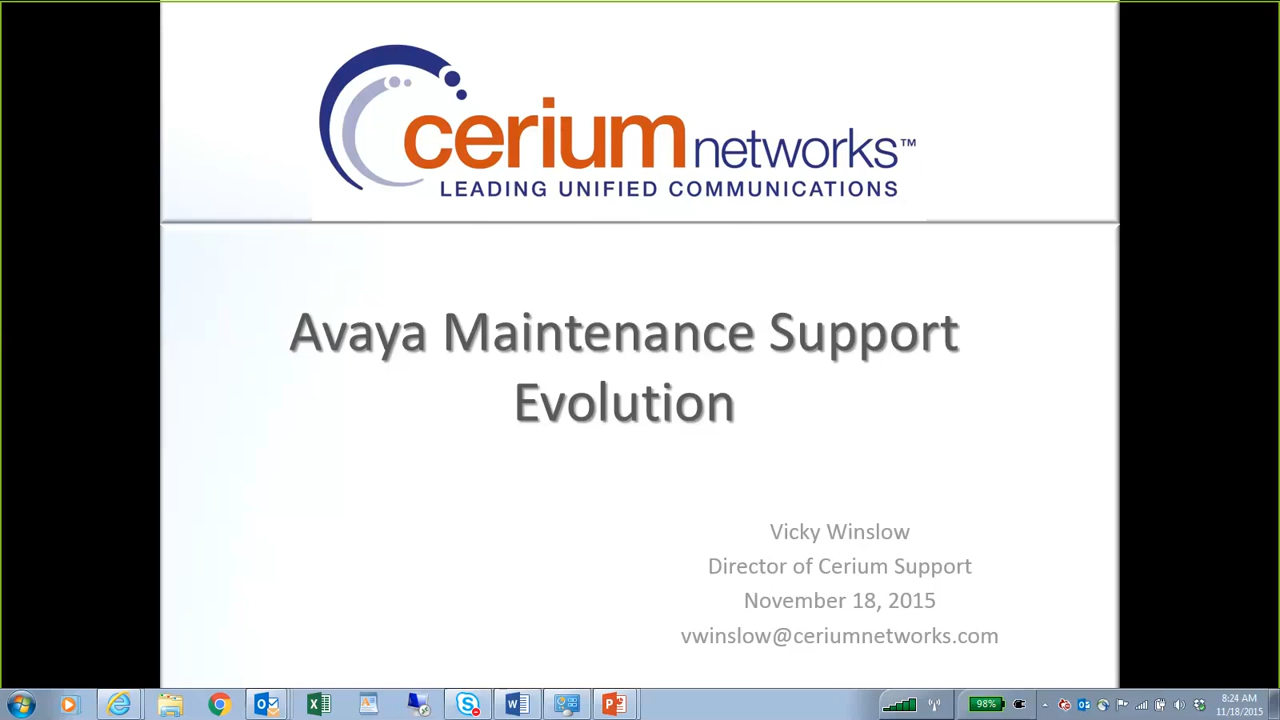 cerium networks™
LEADING UNIFIED COMMUNICATIONS
Avaya Maintenance Support
Evolution
Vicky Winslow
Director of Cerium Support
November 18, 2015
vwinslow@ceriumnetworks.com
98%
8:24 AM
11/18/2015